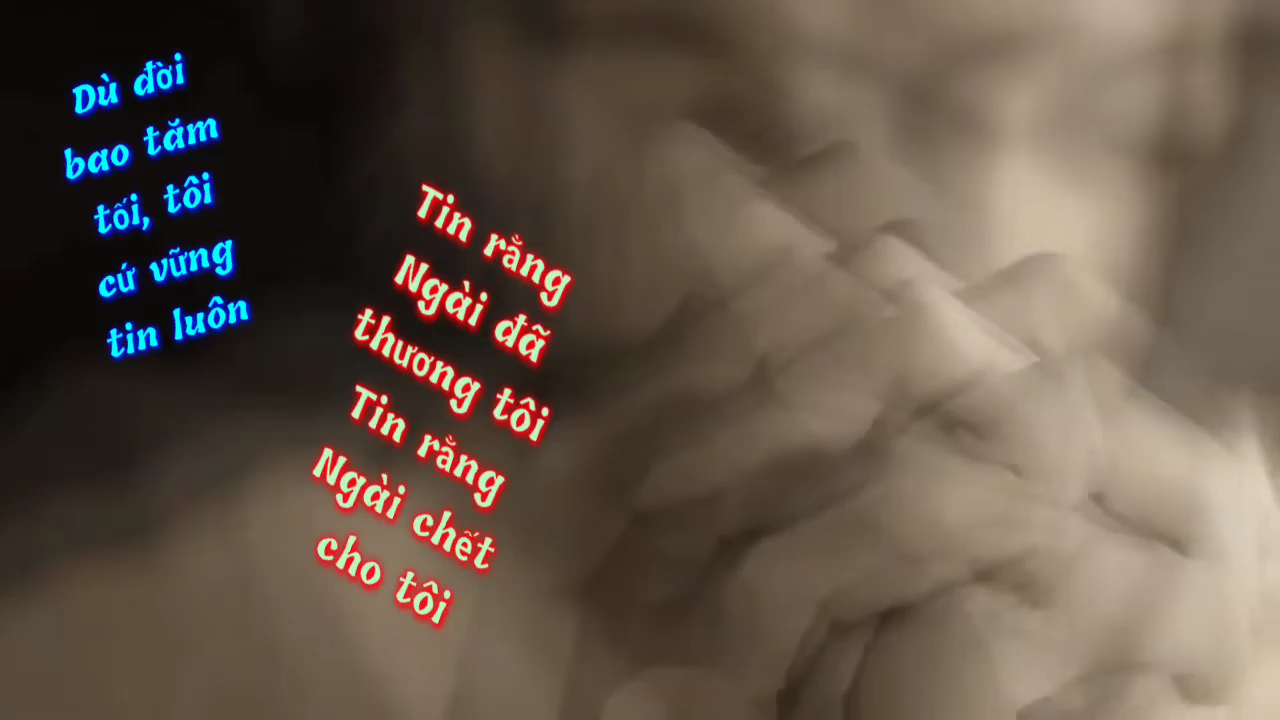 Dù đời
bao tăm
tối, tôi
cứ vững
tin luôn
Tin rằng
Ngài đã
thương tôi
Tin rằng
Ngài chết
cho tôi